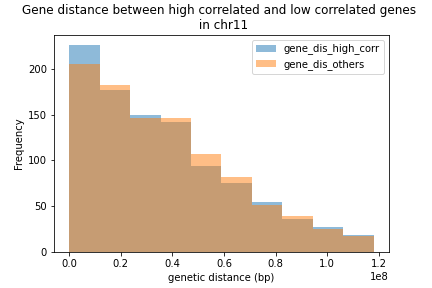 Gene distance between high correlated and low correlated genes
in chr11
gene_dis_high_corr
gene_dis_others
Frequency
200
150
100
50
0
0.0 0.2 0.4 0.6 0.8 1.0 1.2
1e8
genetic distance (bp)